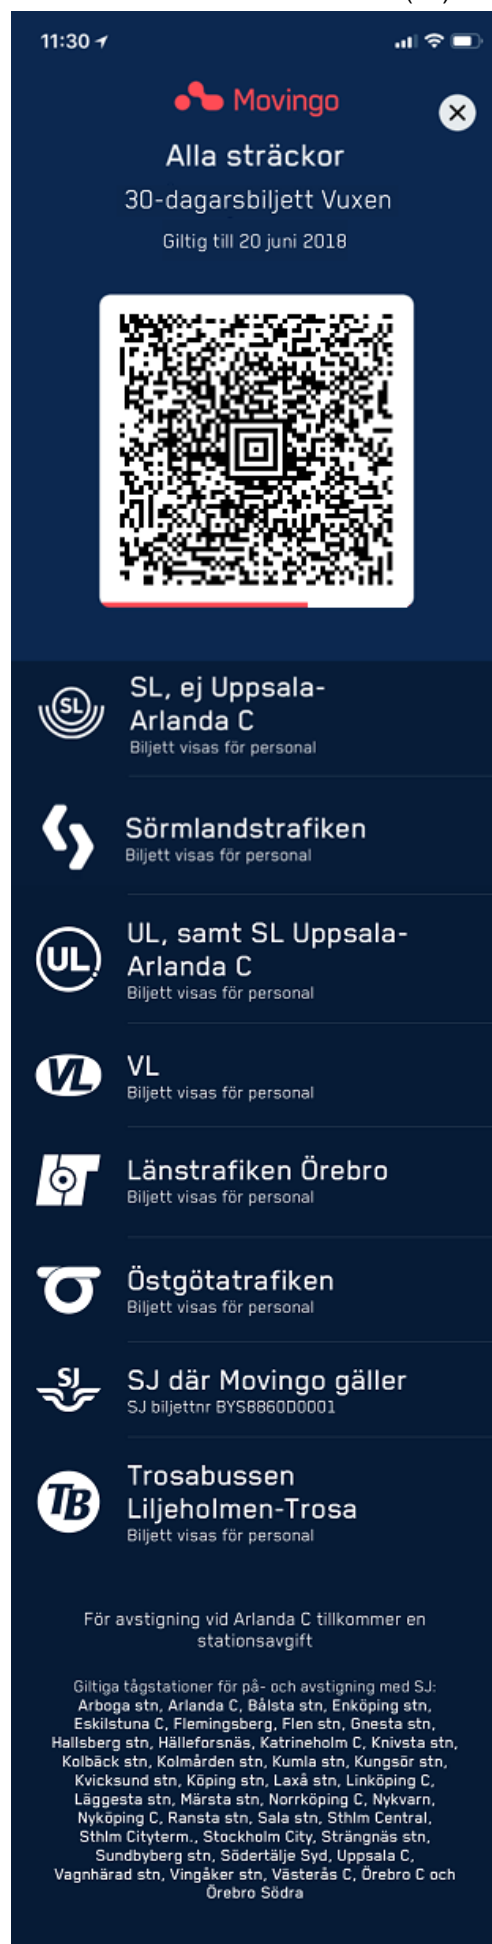 11:30
Movingo
Alla sträckor
30-dagarsbiljett Vuxen
Giltig till 20 juni 2018
SL
SL, ej Uppsala-
Arlanda C
Biljett visas för personal
Sörmlandstrafiken
Biljett visas för personal
UL
UL, samt SL Uppsala-
Arlanda C
Biljett visas för personal
VL
VL
Biljett visas för personal
Länstrafiken Örebro
Biljett visas för personal
Östgötatrafiken
Biljett visas för personal
SJ
SJ där Movingo gäller
SJ biljettnr BYS8860D0001
TB
Trosabussen
Liljeholmen-Trosa
Biljett visas för personal
För avstigning vid Arlanda C tillkommer en
stationsavgift
Giltiga tågstationer för på- och avstigning med SJ:
Arboga stn, Arlanda C, Bålsta stn, Enköping stn,
Eskilstuna C, Flemingsberg, Flen stn, Gnesta stn,
Hallsberg stn, Hälleforsnäs, Katrineholm C, Knivsta stn,
Kolbäck stn, Kolmården stn, Kumla stn, Kungsör stn,
Kvicksund stn, Köping stn, Laxå stn, Linköping C,
Läggesta stn, Märsta stn, Norrköping C, Nykvarn,
Nyköping C, Ransta stn, Sala stn, Sthlm Central,
Sthlm Cityterm., Stockholm City, Strängnäs stn,
Sundbyberg stn, Södertälje Syd, Uppsala C,
Vagnhärad stn, Vingåker stn, Västerås C, Örebro C och
Örebro Södra